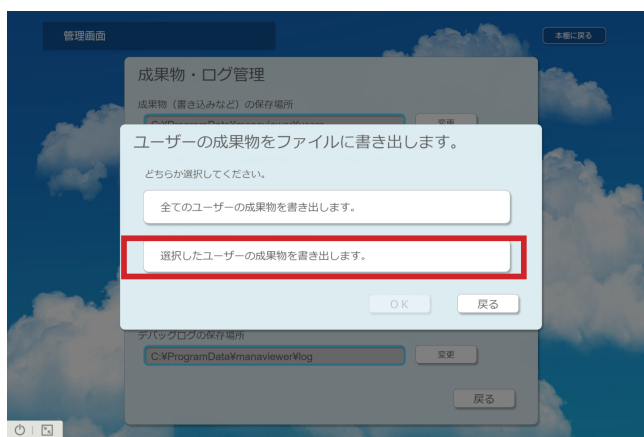 管理画面
本棚に戻る
成果物・ログ管理
成果物（書き込みなど）の保存場所
変更
ユーザーの成果物をファイルに書き出します。
どちらか選択してください。
全てのユーザーの成果物を書き出します。
選択したユーザーの成果物を書き出します。
OK
戻る
デバッグログの保存場所
C:¥ProgramData¥manaviewer¥log
変更
戻る